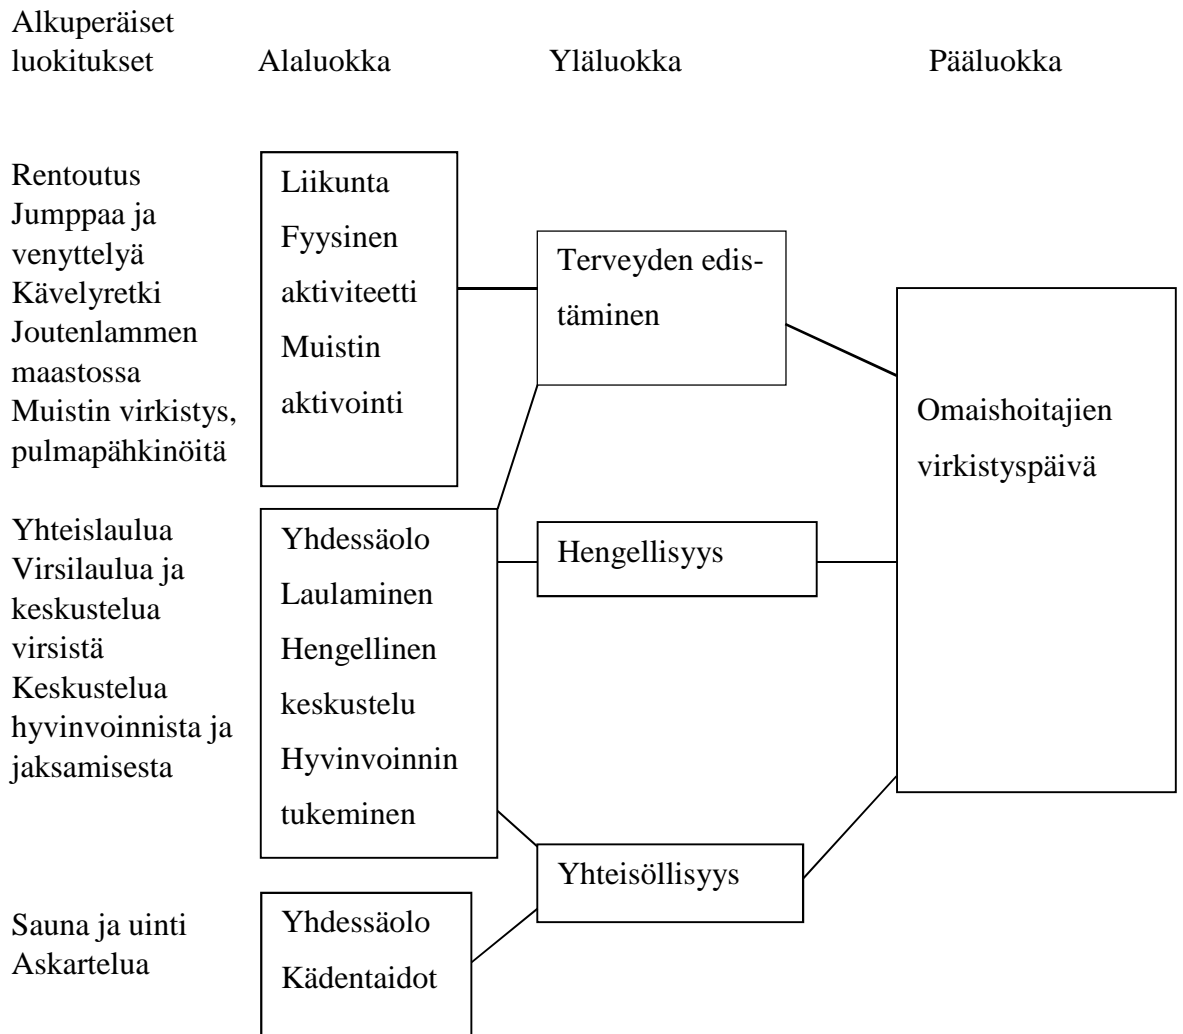 Alkuperäiset
luokitukset
Alaluokka
Yläluokka
Pääluokka
Rentoutus
Jumppaa ja
venyttelyä
Kävelyretki
Joutenlammen
maastossa
Muistin virkistys,
pulmapähkinöitä
Liikunta
Fyysinen
aktiviteetti
Muistin
aktivointi
Terveyden edis-
täminen
Omaishoitajien
virkistyspäivä
Yhteislaulua
Virsilaulua ja
keskustelua
virsistä
Keskustelua
hyvinvoinnista ja
jaksamisesta
Yhdessäolo
Laulaminen
Hengellinen
keskustelu
Hyvinvoinnin
tukeminen
Hengellisyys
Yhteisöllisyys
Sauna ja uinti
Askartelua
Yhdessäolo
Kädentaidot